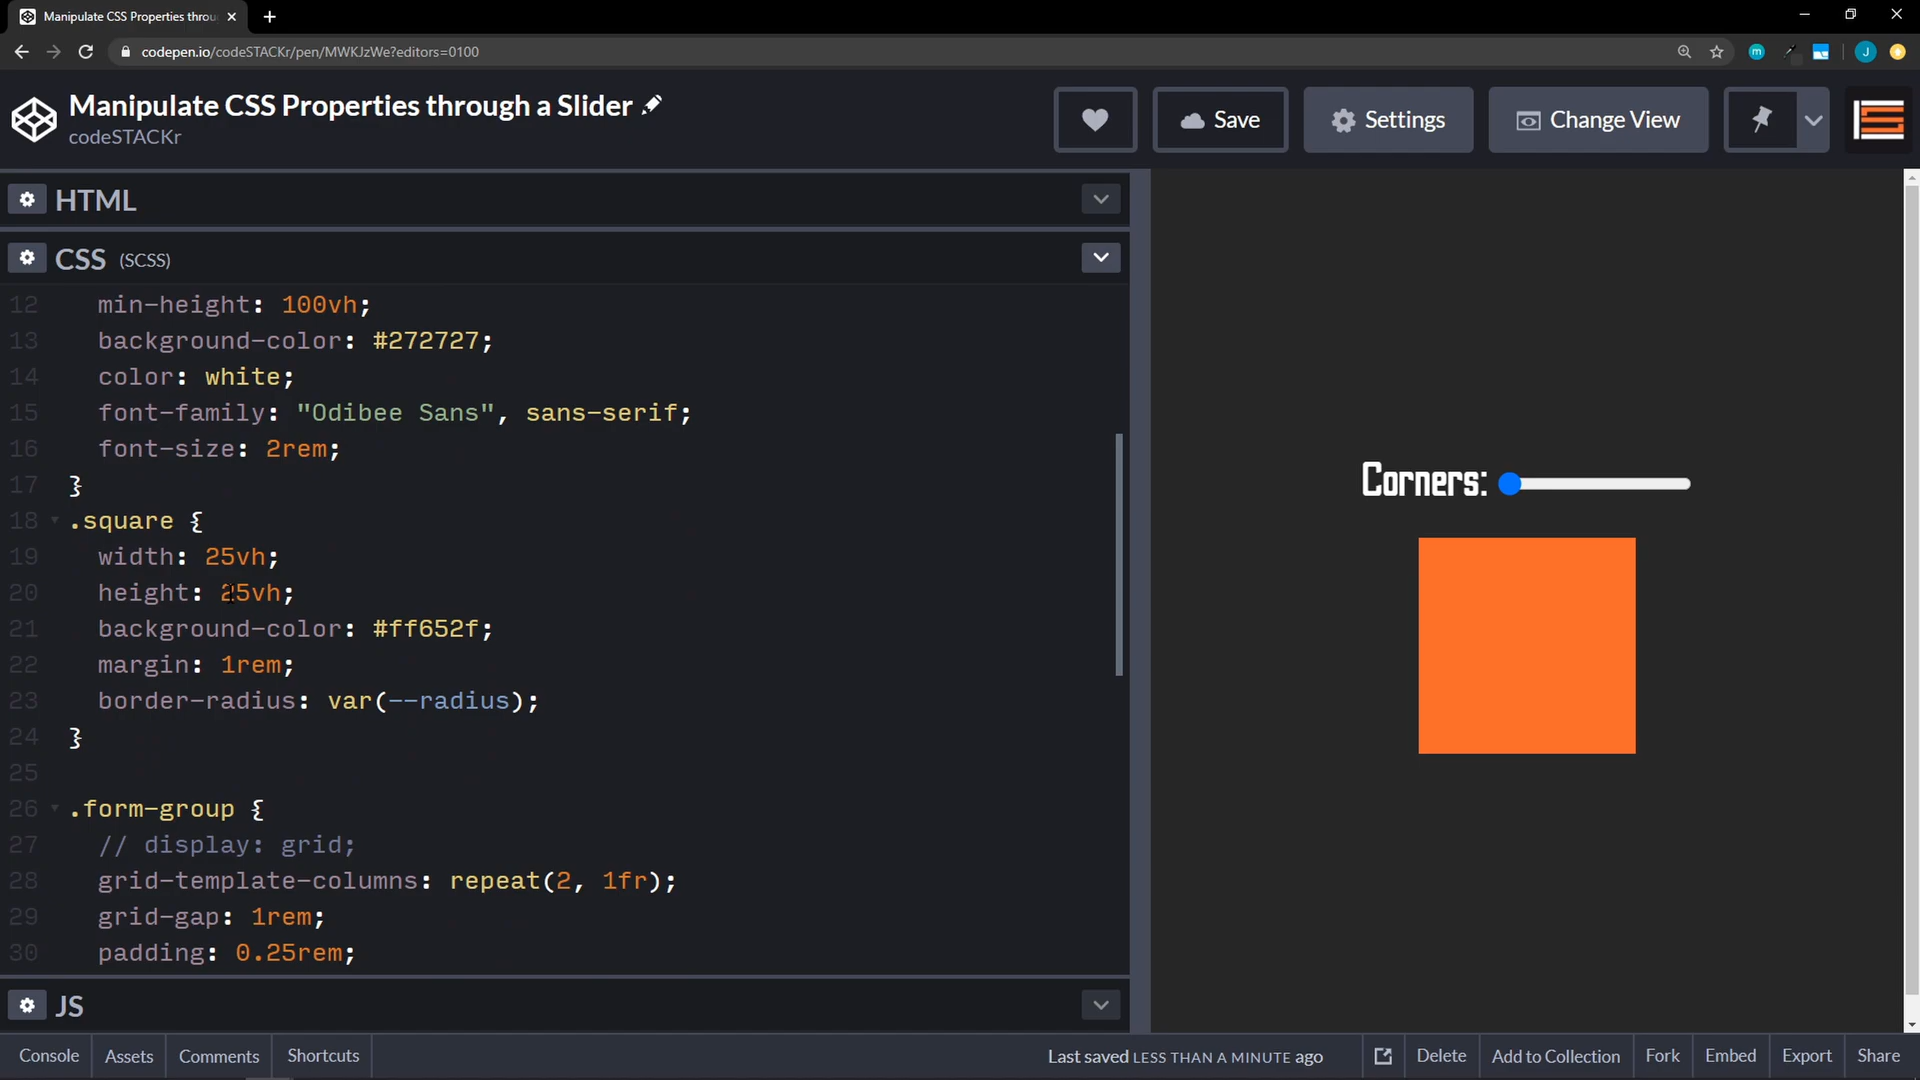 Manipulate CSS Properties throu
codepen.io/codeSTACKr/pen/MWKJzWe?editors=0100
m
J
Manipulate CSS Properties through a Slider
codeSTACKr
Save
Settings
Change View
HTML
CSS (SCSS)
12 min-height: 100vh;
13 background-color: #272727;
14 color: white;
15 font-family: "Odibee Sans", sans-serif;
16 font-size: 2rem;
17 }
18 .square {
19 width: 25vh;
20 height: 25vh;
21 background-color: #ff652f;
22 margin: 1rem;
23 border-radius: var(--radius);
24 }
25
26 .form-group {
27 // display: grid;
28 grid-template-columns: repeat(2, 1fr);
29 grid-gap: 1rem;
30 padding: 0.25rem;
Corners:
JS
Console Assets Comments Shortcuts Last saved LESS THAN A MINUTE ago Delete Add to Collection Fork Embed Export Share